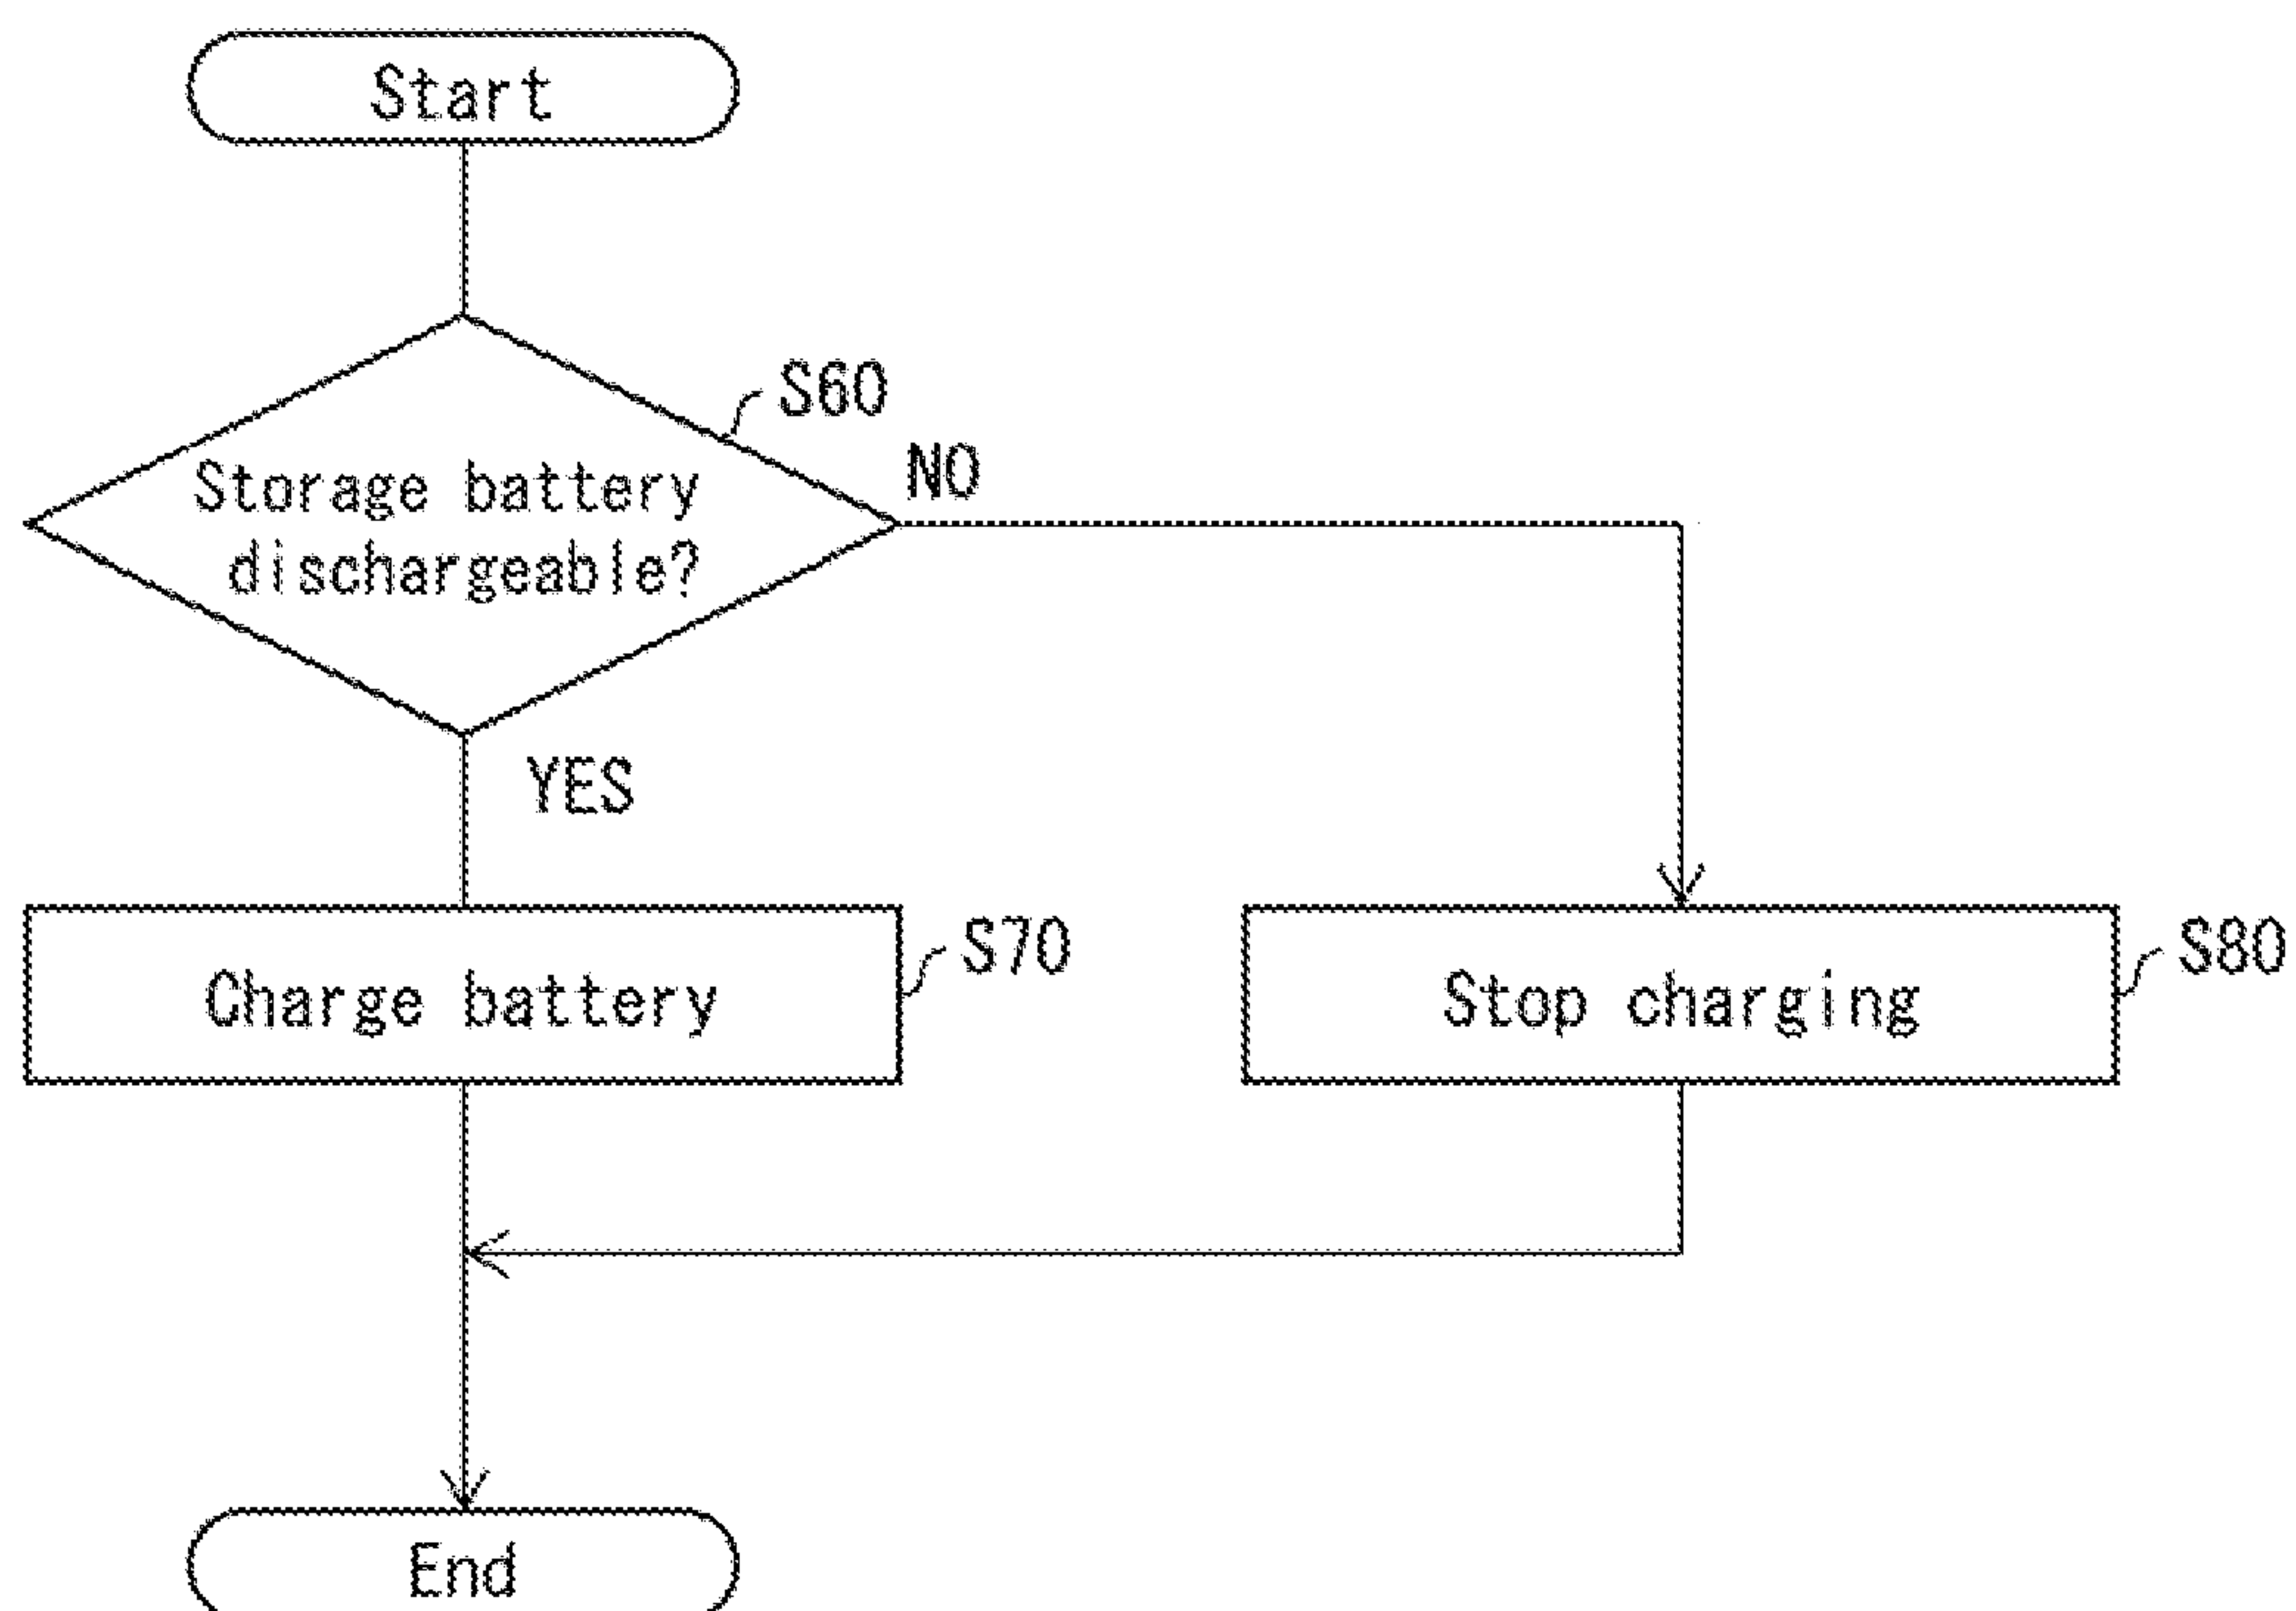 Start
S60
NO
Storage battery
dischargeable?
YES
S70
Charge battery
S80
Stop charging
End